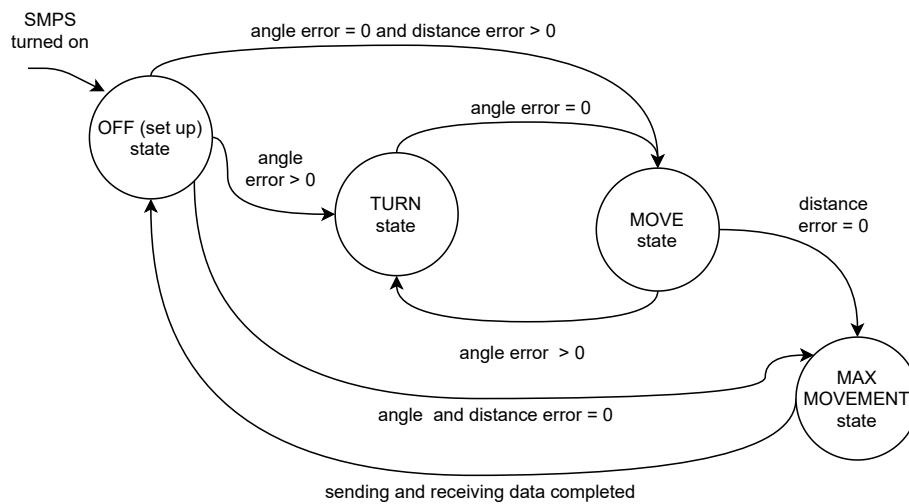 SMPS
turned on
angle error = 0 and distance error > 0
OFF (set up)
state
angle error = 0
angle
error > 0
TURN
state
MOVE
state
distance
error = 0
angle error  > 0
MAX
MOVEMENT
state
angle  and distance error = 0
sending and receiving data completed